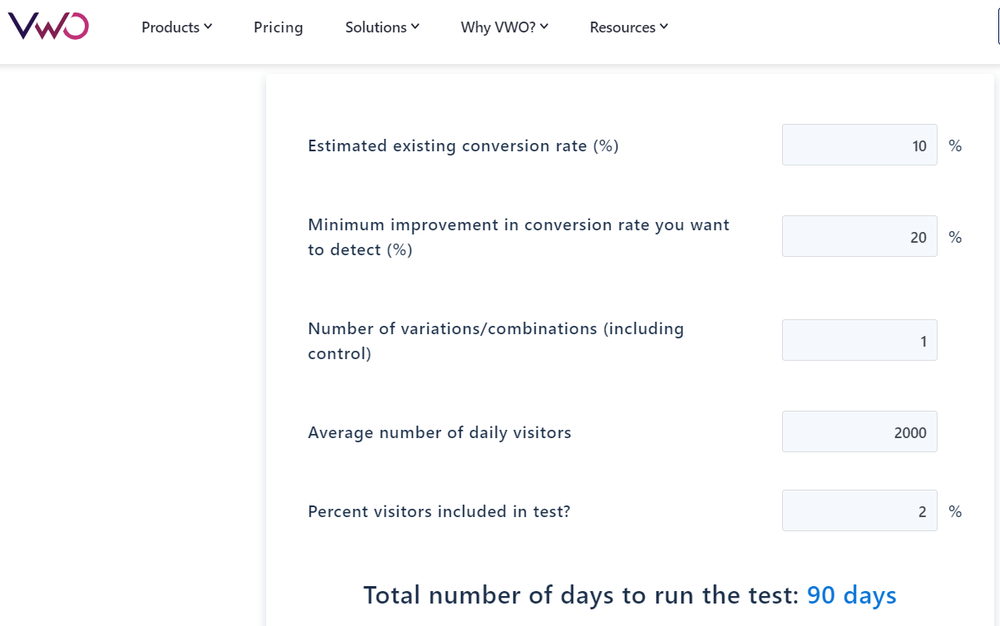 VWO Products Pricing Solutions Why VWO? Resources
Estimated existing conversion rate (%) 10 %
Minimum improvement in conversion rate you want
to detect (%) 20 %
Number of variations/combinations (including
control) 1
Average number of daily visitors 2000
Percent visitors included in test? 2 %
Total number of days to run the test: 90 days